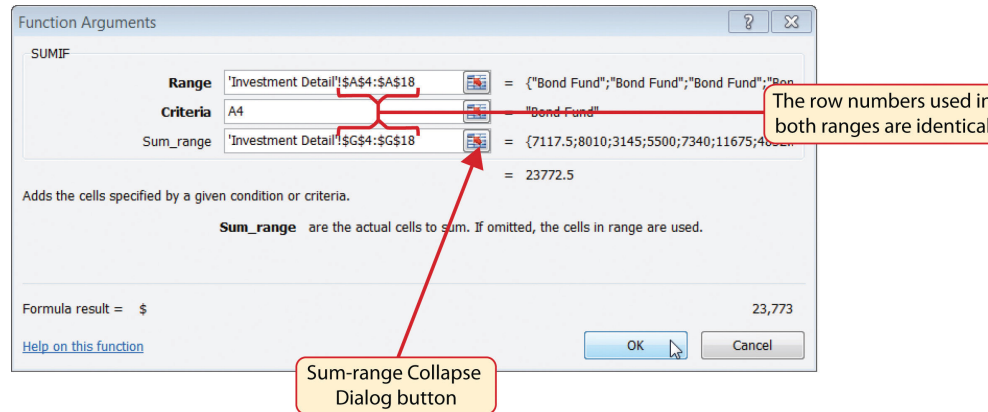 Function Arguments
SUMIF
Range 'Investment Detail'!$A$4:$A$18 = {"Bond Fund";"Bond Fund";"Bond Fund";"Bon
Criteria A4 = "Bond Fund"
Sum_range 'Investment Detail'!$G$4:$G$18 = {7117.5;8010;3145;5500;7340;11675;4832..
The row numbers used in
both ranges are identical
= 23772.5
Adds the cells specified by a given condition or criteria.
Sum_range are the actual cells to sum. If omitted, the cells in range are used.
Formula result = $ 23,773
Help on this function
OK Cancel
Sum-range Collapse
Dialog button